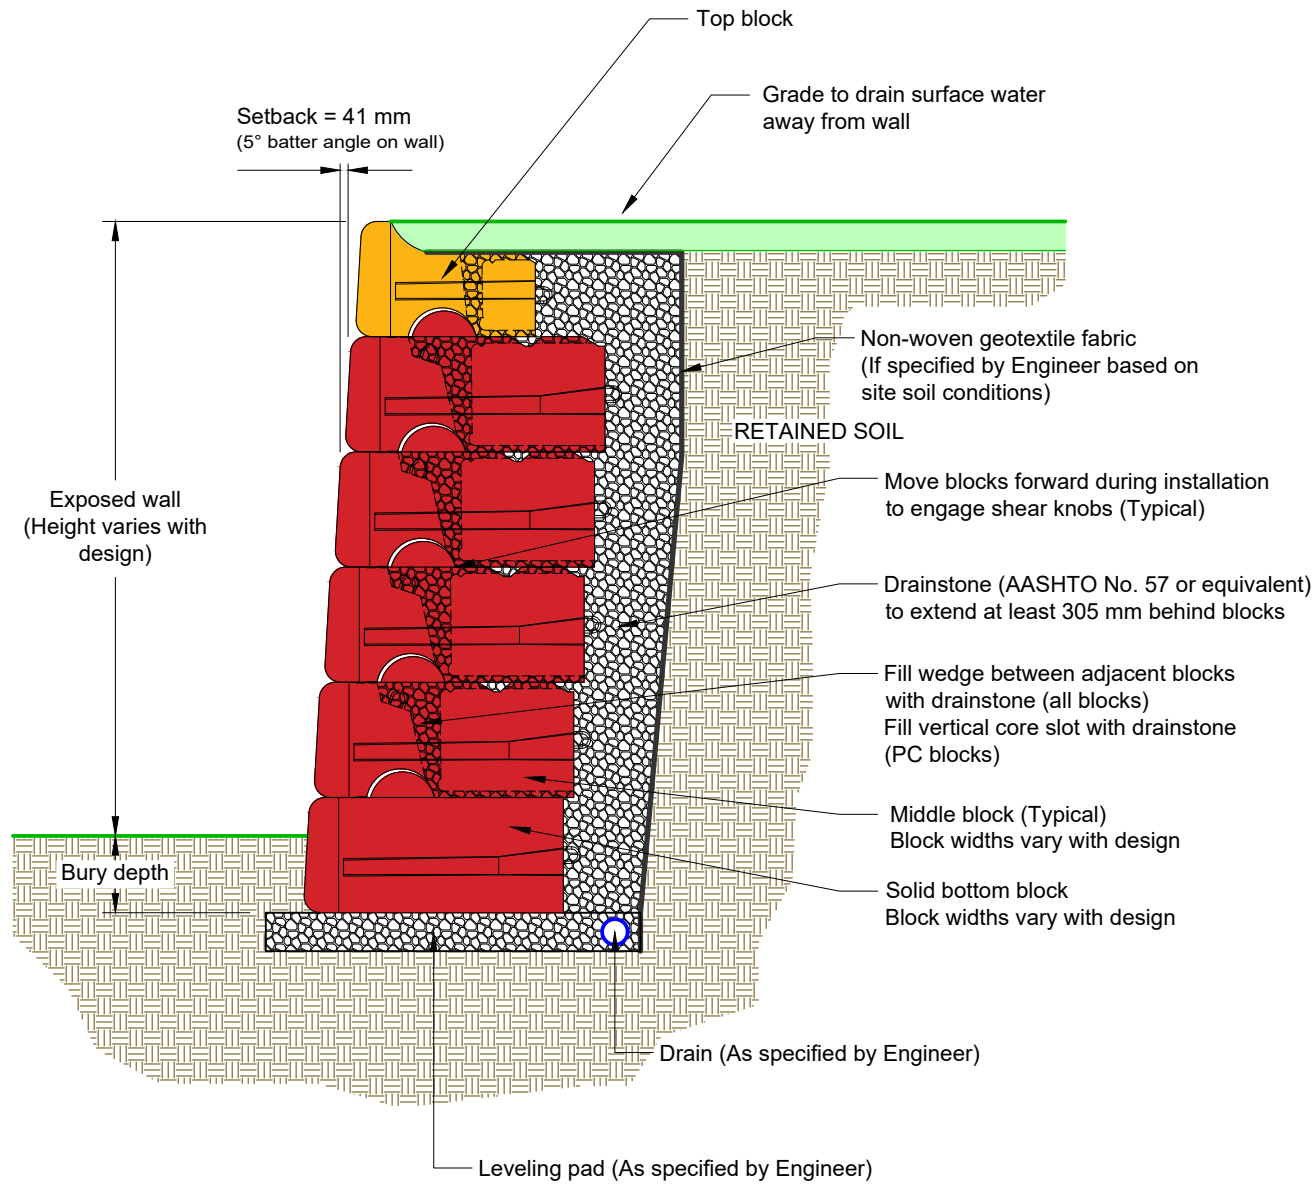 Top block
Grade to drain surface water
away from wall
Setback = 41 mm
(5° batter angle on wall)
Non-woven geotextile fabric
(If specified by Engineer based on
site soil conditions)
RETAINED SOIL
Move blocks forward during installation
to engage shear knobs (Typical)
Exposed wall
(Height varies with
design)
Drainstone (AASHTO No. 57 or equivalent)
to extend at least 305 mm behind blocks
Fill wedge between adjacent blocks
with drainstone (all blocks)
Fill vertical core slot with drainstone
(PC blocks)
Middle block (Typical)
Block widths vary with design
Bury depth
Solid bottom block
Block widths vary with design
Drain (As specified by Engineer)
Leveling pad (As specified by Engineer)